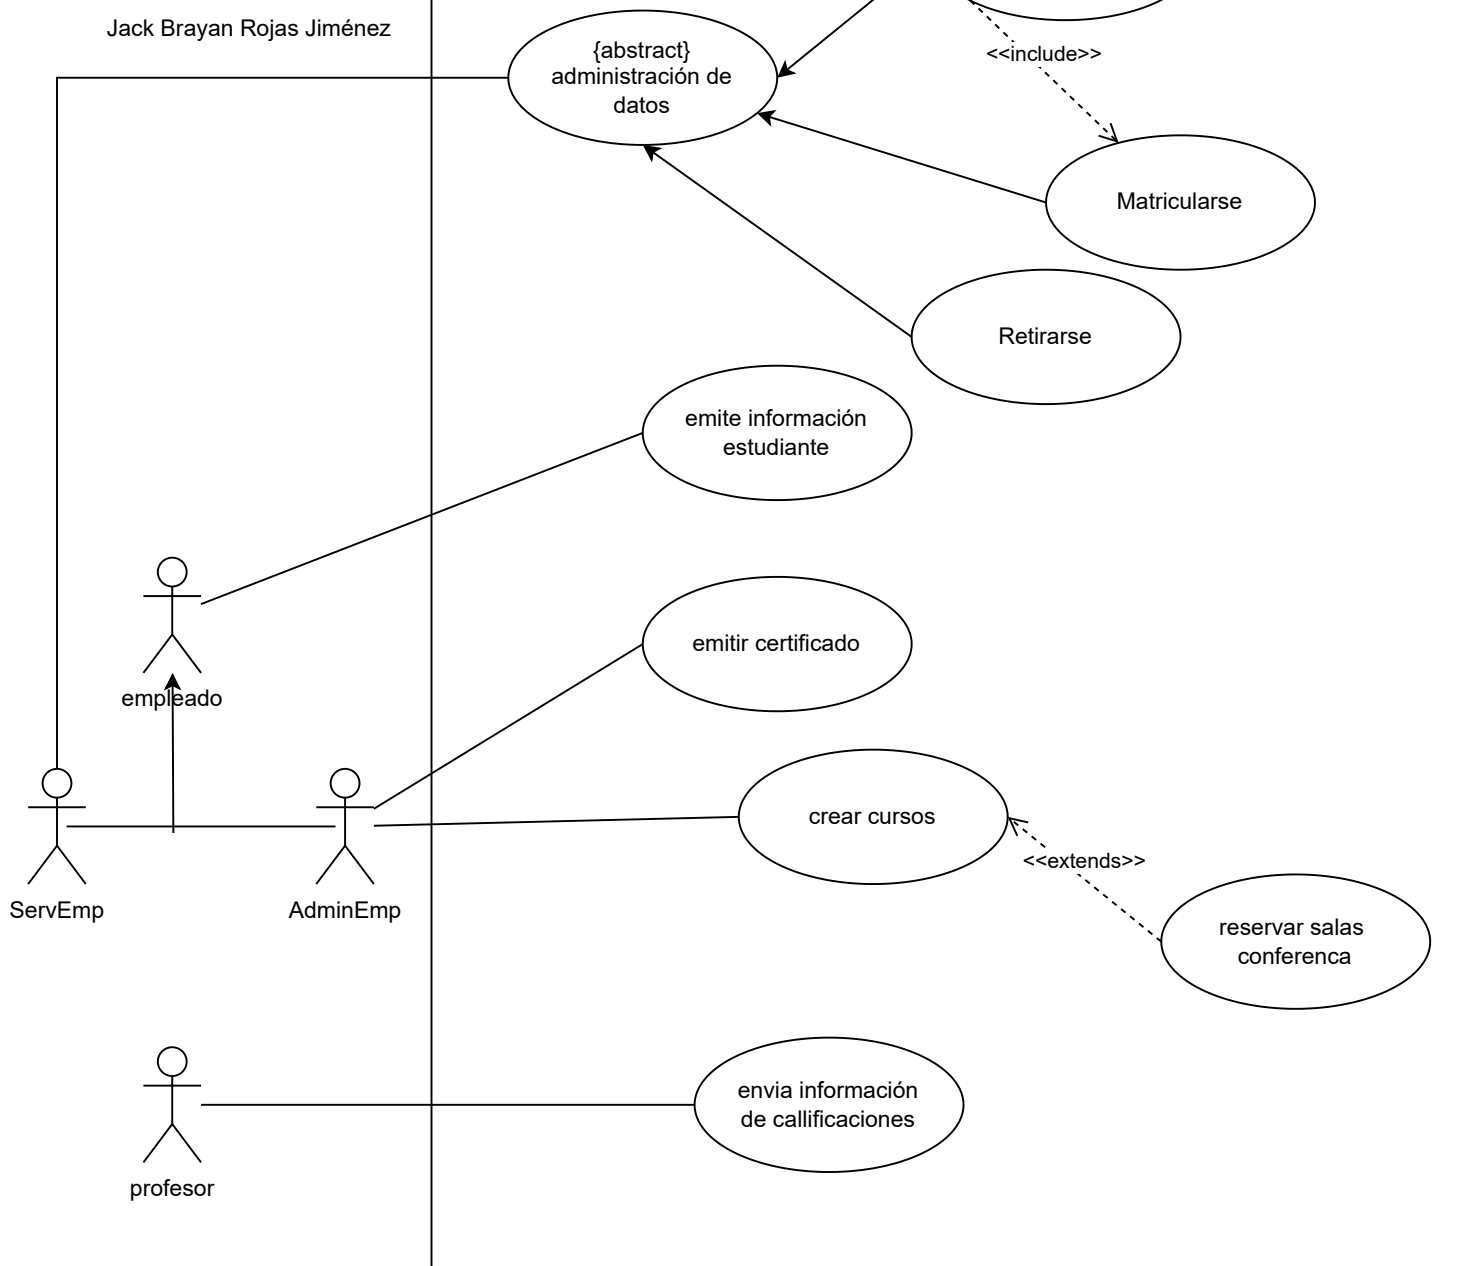 Jack Brayan Rojas Jiménez
{abstract}
administración de
datos
<<include>>
Matricularse
Retirarse
emite información
estudiante
emitir certificado
empleado
crear cursos
<<extends>>
ServEmp
AdminEmp
reservar salas
conferenca
envia información
de callificaciones
profesor